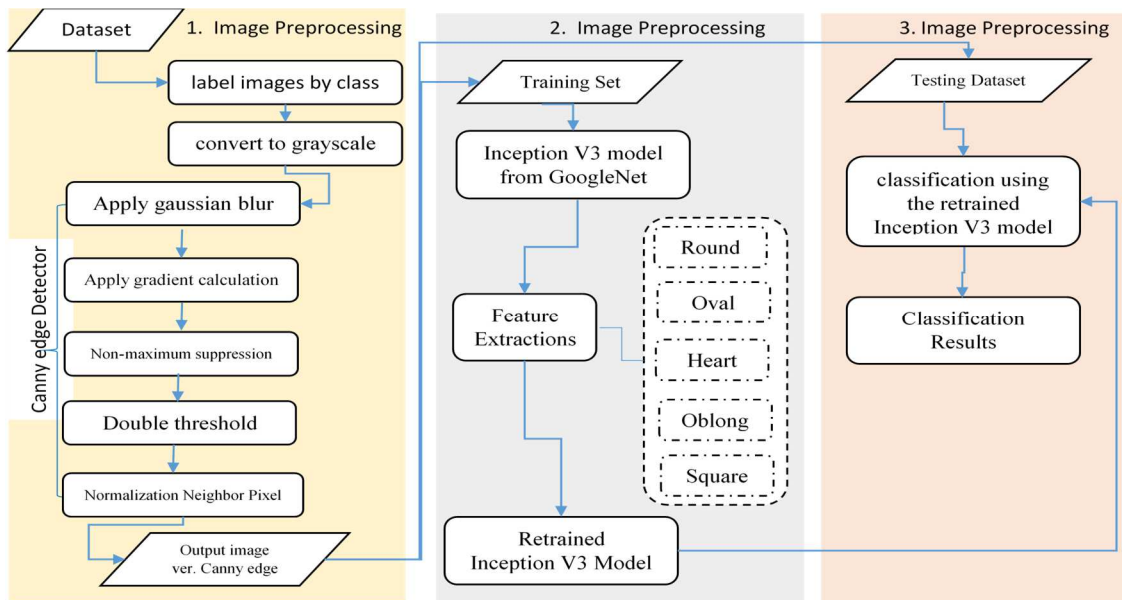 Dataset
1. Image Preprocessing
label images by class
convert to grayscale
Apply gaussian blur
Apply gradient calculation
Non-maximum suppression
Double threshold
Normalization Neighbor Pixel
Output image
ver. Canny edge
Canny edge Detector
2. Image Preprocessing
Training Set
Inception V3 model
from GoogleNet
Feature
Extractions
Round
Oval
Heart
Oblong
Square
Retrained
Inception V3 Model
3. Image Preprocessing
Testing Dataset
classification using
the retrained
Inception V3 model
Classification
Results